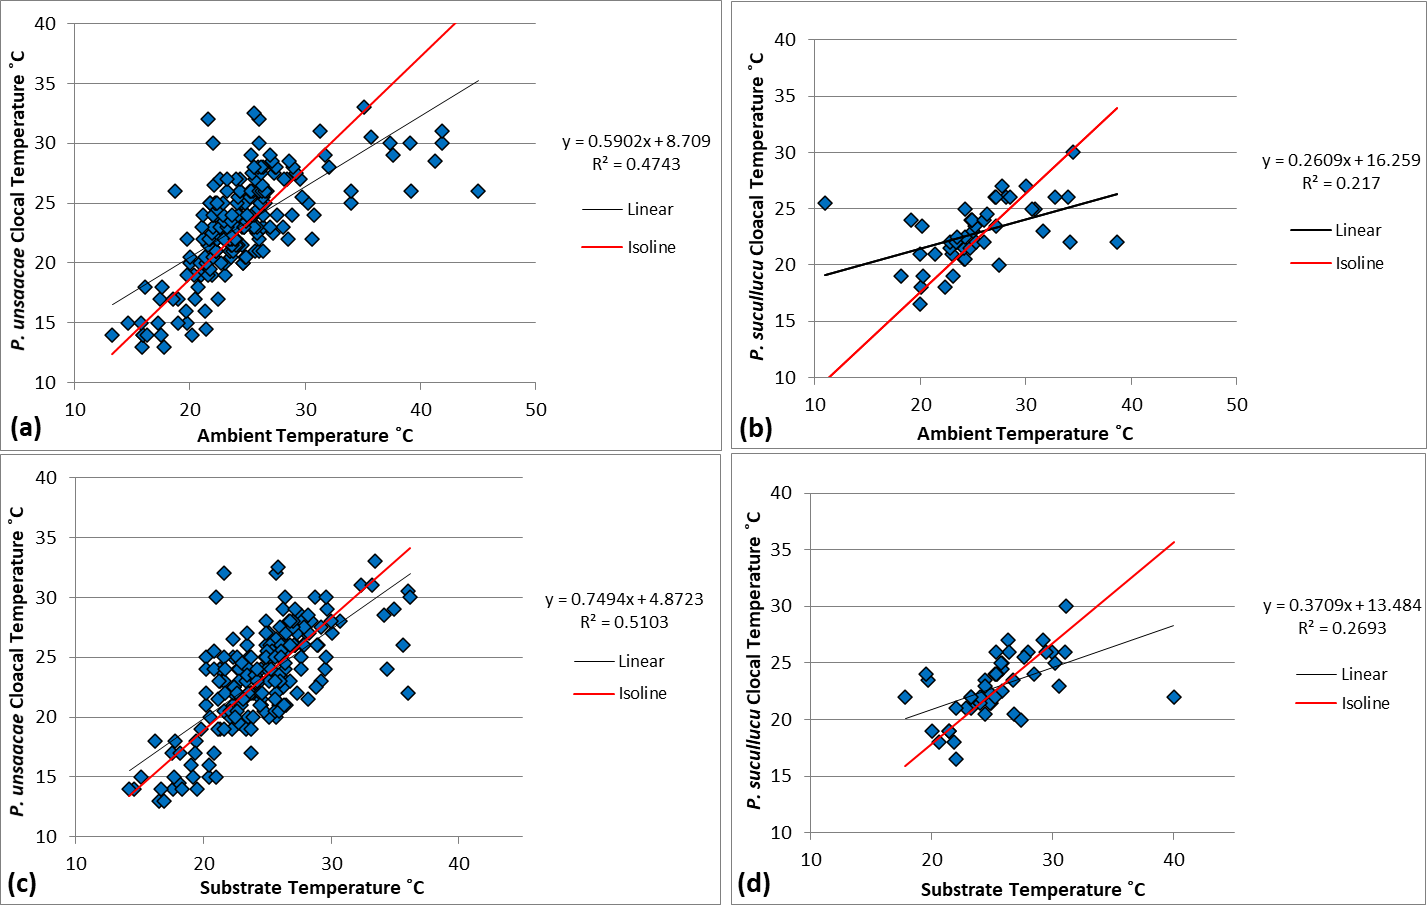 40
35
30
25
20
15
10
10 20 30 40 50
P. unsaacae Clocal Temperature ˚C
Ambient Temperature ˚C
y = 0.5902x + 8.709
R² = 0.4743
Linear
Isoline
(a)
40
35
30
25
20
15
10
10 20 30 40 50
P. sucullucu Cloacal Temperature ˚C
Ambient Temperature ˚C
y = 0.2609x + 16.259
R² = 0.217
Linear
Isoline
(b)
40
35
30
25
20
15
10
10 20 30 40
P. unsaacae Cloacal Temperature ˚C
Substrate Temperature ˚C
y = 0.7494x + 4.8723
R² = 0.5103
Linear
Isoline
(c)
40
35
30
25
20
15
10
10 20 30 40
P. sucullucu Clocal Temperature ˚C
Substrate Temperature ˚C
y = 0.3709x + 13.484
R² = 0.2693
Linear
Isoline
(d)